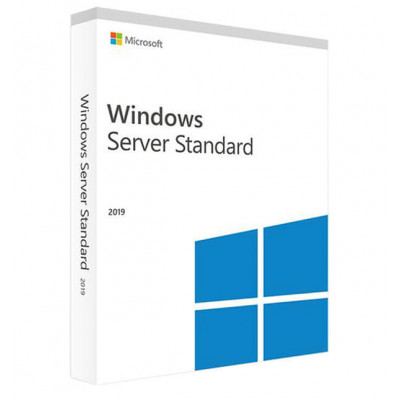 Microsoft
Windows
Server Standard
2019
Windows Server Standard
2019